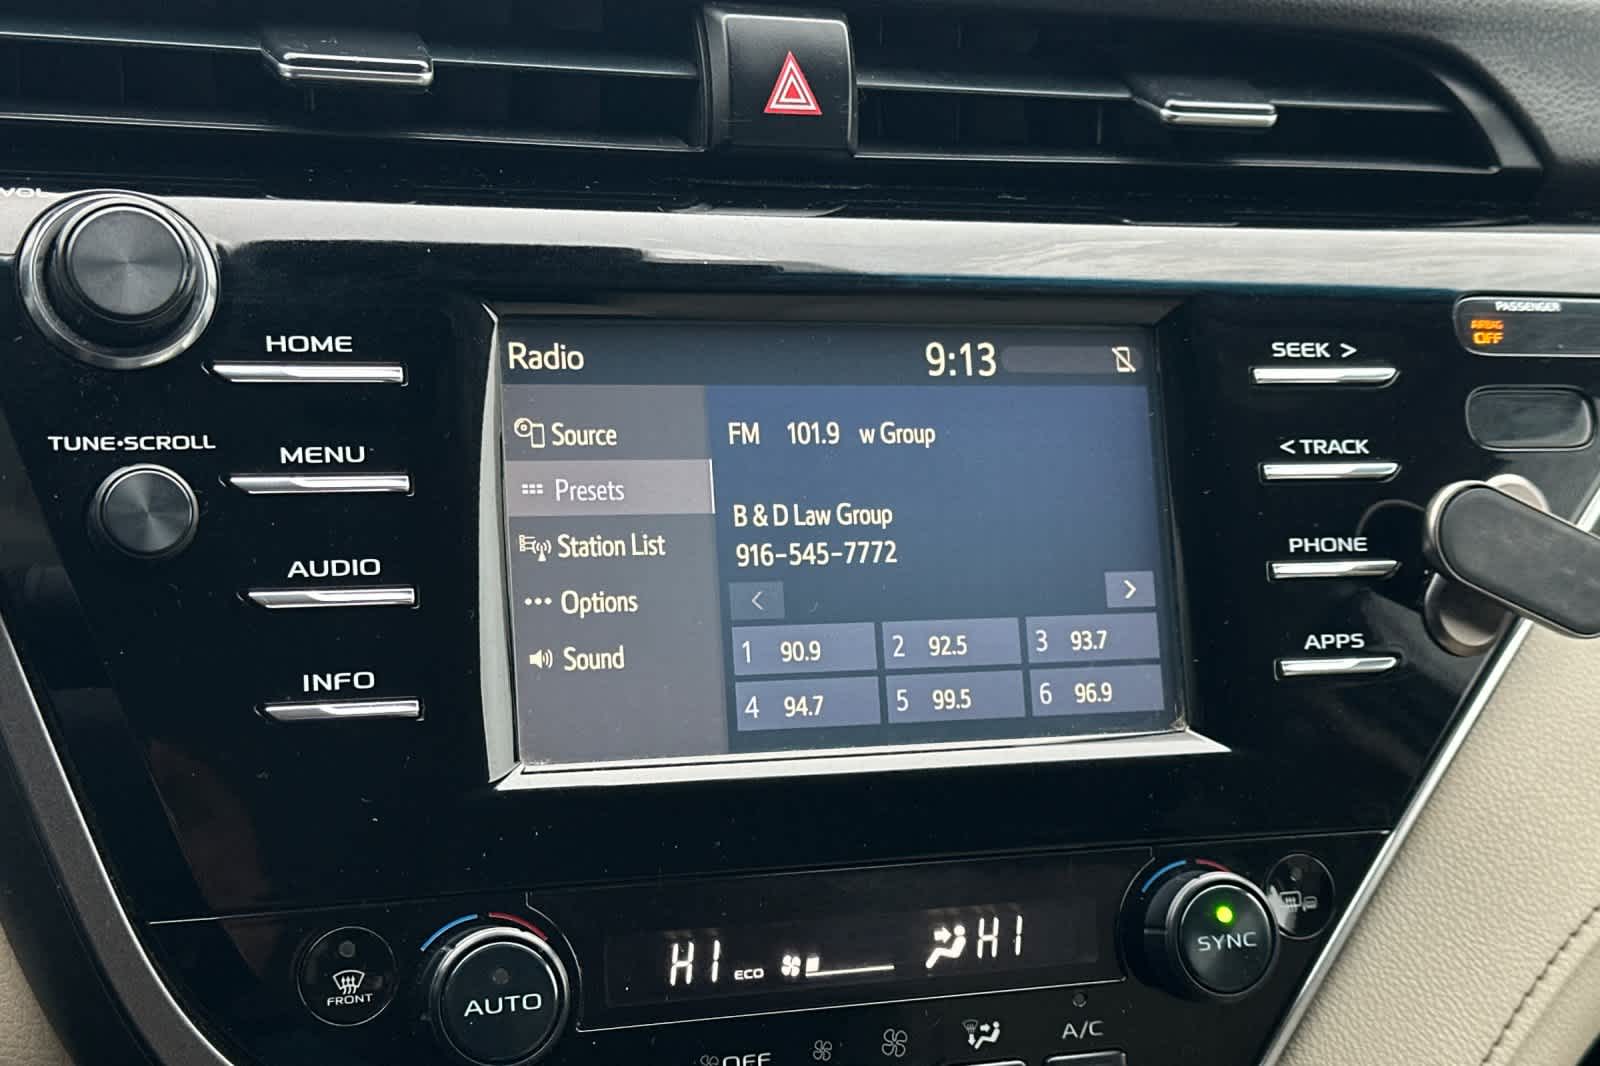 VOL
PASSENGER
AIRBAG
OFF
HOME
MENU
TUNE•SCROLL
AUDIO
INFO
Radio
9:13
Source
Presets
Station List
Options
Sound
FM 101.9 w Group
B & D Law Group
916-545-7772
< >
1 90.9 2 92.5 3 93.7
4 94.7 5 99.5 6 96.9
SEEK >
< TRACK
PHONE
APPS
FRONT
AUTO
HI ECO HI
SYNC
OFF
A/C